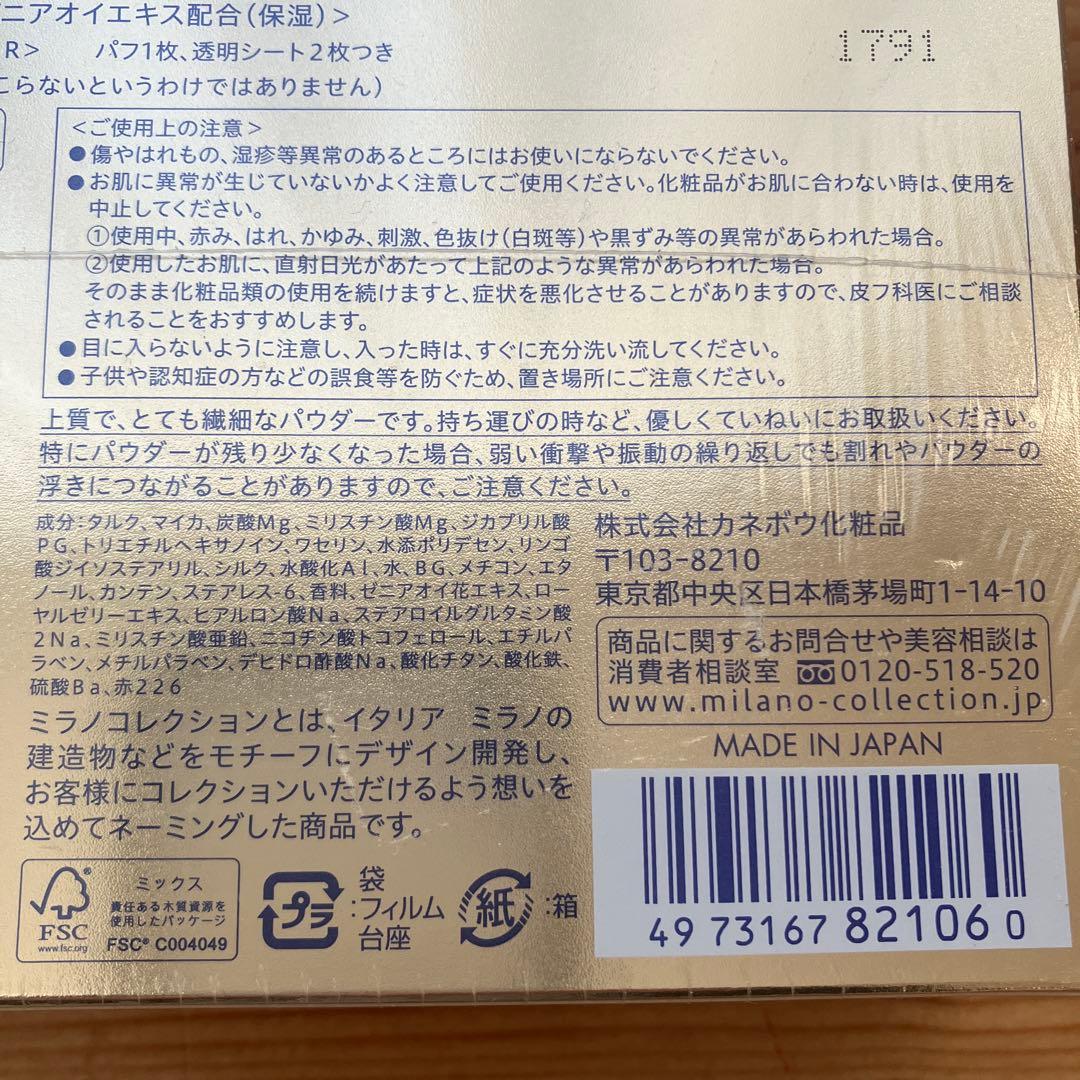 ニアオイエキス配合(保湿)>
R>　パフ1枚、透明シート2枚つき
1791
こらないというわけではありません)
<ご使用上の注意>
●傷やはれもの、湿疹等異常のあるところにはお使いにならないでください。
●お肌に異常が生じていないかよく注意してご使用ください。化粧品がお肌に合わない時は、使用を
中止してください。
①使用中、赤み、はれ、かゆみ、刺激、色抜け(白斑等)や黒ずみ等の異常があらわれた場合。
②使用したお肌に、直射日光があたって上記のような異常があらわれた場合。
そのまま化粧品類の使用を続けますと、症状を悪化させることがありますので、皮フ科医にご相談
されることをおすすめします。
●目に入らないように注意し、入った時は、すぐに充分洗い流してください。
●子供や認知症の方などの誤食等を防ぐため、置き場所にご注意ください。
上質で、とても繊細なパウダーです。持ち運びの時など、優しくていねいにお取扱いください。
特にパウダーが残り少なくなった場合、弱い衝撃や振動の繰り返しでも割れやパウダーの
浮きにつながることがありますので、ご注意ください。
成分:タルク、マイカ、炭酸Mg、ミリスチン酸Mg、ジカプリル酸
PG、トリエチルヘキサノイン、ワセリン、水添ポリデセン、リンゴ
酸ジイソステアリル、シルク、水酸化Al、水、BG、メチコン、エタ
ノール、カンテン、ステアレス-6、香料、ゼニアオイ花エキス、ロー
ヤルゼリーエキス、ヒアルロン酸Na、ステアロイルグルタミン酸
2Na、ミリスチン酸亜鉛、ニコチン酸トコフェロール、エチルパ
ラベン、メチルパラベン、デヒドロ酢酸Na、酸化チタン、酸化鉄、
硫酸Ba、赤226
ミラノコレクションとは、イタリア　ミラノの
建造物などをモチーフにデザイン開発し、
お客様にコレクションいただけるよう想いを
込めてネーミングした商品です。
株式会社カネボウ化粧品
〒103-8210
東京都中央区日本橋茅場町1-14-10
商品に関するお問合せや美容相談は
消費者相談室 0120-518-520
www.milano-collection.jp
MADE IN JAPAN
4973167821060
FSC
www.fsc.org
ミックス
責任ある木質資源を
使用したパッケージ
FSC® C004049
プラ
袋
:フィルム
台座
紙
:箱